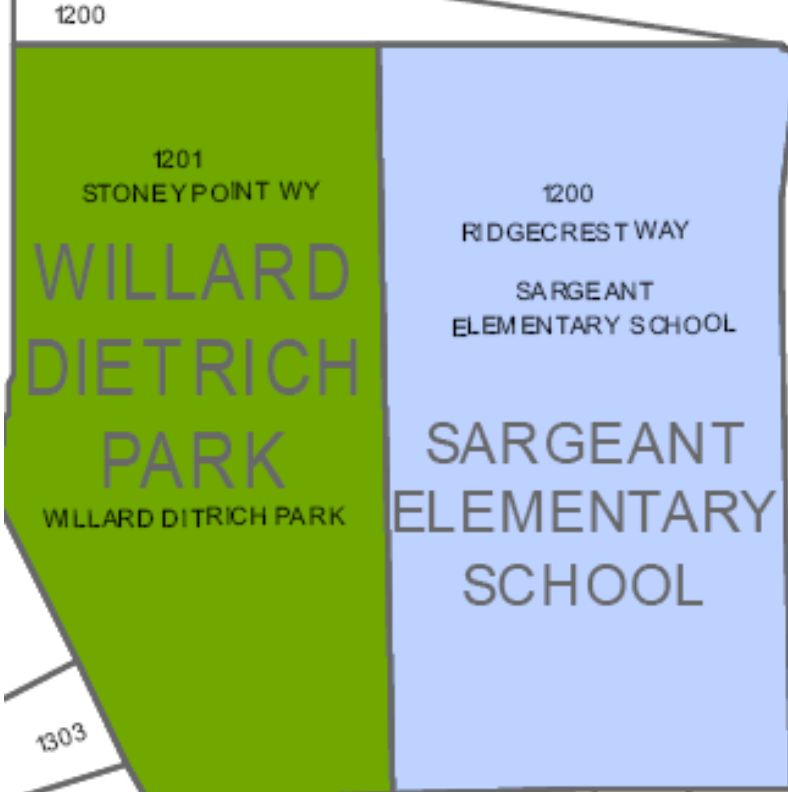 1200
1201
STONEYPOINT WY
WILLARD
DIETRICH
PARK
WILLARD DITRICH PARK
1200
RIDGECREST WAY
SARGEANT
ELEMENTARY SCHOOL
SARGEANT
ELEMENTARY
SCHOOL
1303